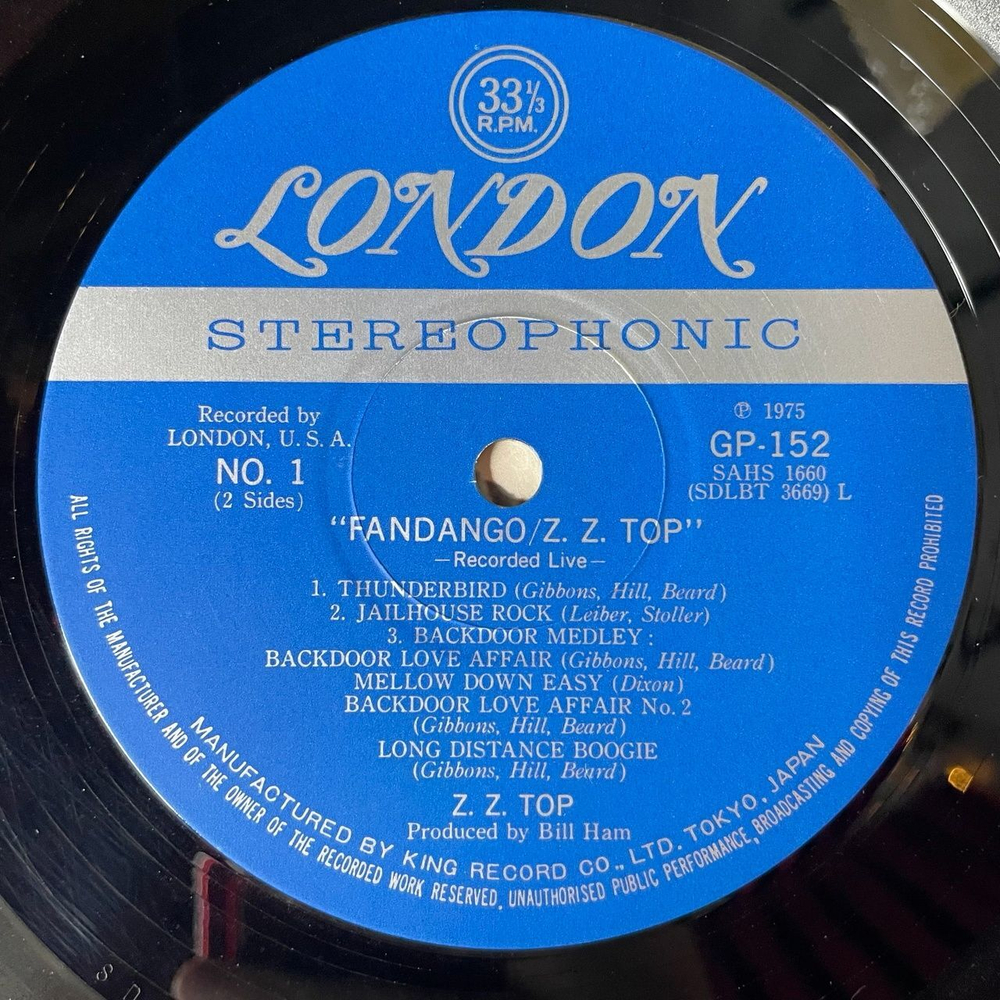 33⅓
R.P.M.
LONDON
STEREOPHONIC
Recorded by
LONDON, U. S. A.
NO. 1
(2 Sides)
℗ 1975
GP-152
SAHS 1660
(SDLBT 3669) L
"FANDANGO/Z. Z. TOP"
—Recorded Live—
1. THUNDERBIRD (Gibbons, Hill, Beard)
2. JAILHOUSE ROCK (Leiber, Stoller)
3. BACKDOOR MEDLEY :
BACKDOOR LOVE AFFAIR (Gibbons, Hill, Beard)
MELLOW DOWN EASY (Dixon)
BACKDOOR LOVE AFFAIR No. 2
(Gibbons, Hill, Beard)
LONG DISTANCE BOOGIE
(Gibbons, Hill, Beard)
Z. Z. TOP
Produced by Bill Ham
MANUFACTURED BY KING RECORD CO., LTD. TOKYO, JAPAN
ALL RIGHTS OF THE MANUFACTURER AND OF THE OWNER OF THE RECORDED WORK RESERVED, UNAUTHORISED PUBLIC PERFORMANCE, BROADCASTING AND COPYING OF THIS RECORD PROHIBITED